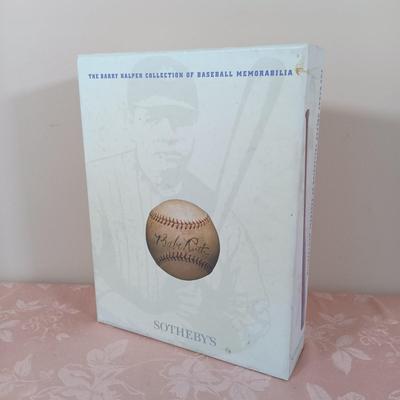 THE BARRY HALPER COLLECTION OF BASEBALL MEMORABILIA
Babe Ruth
SOTHEBY'S